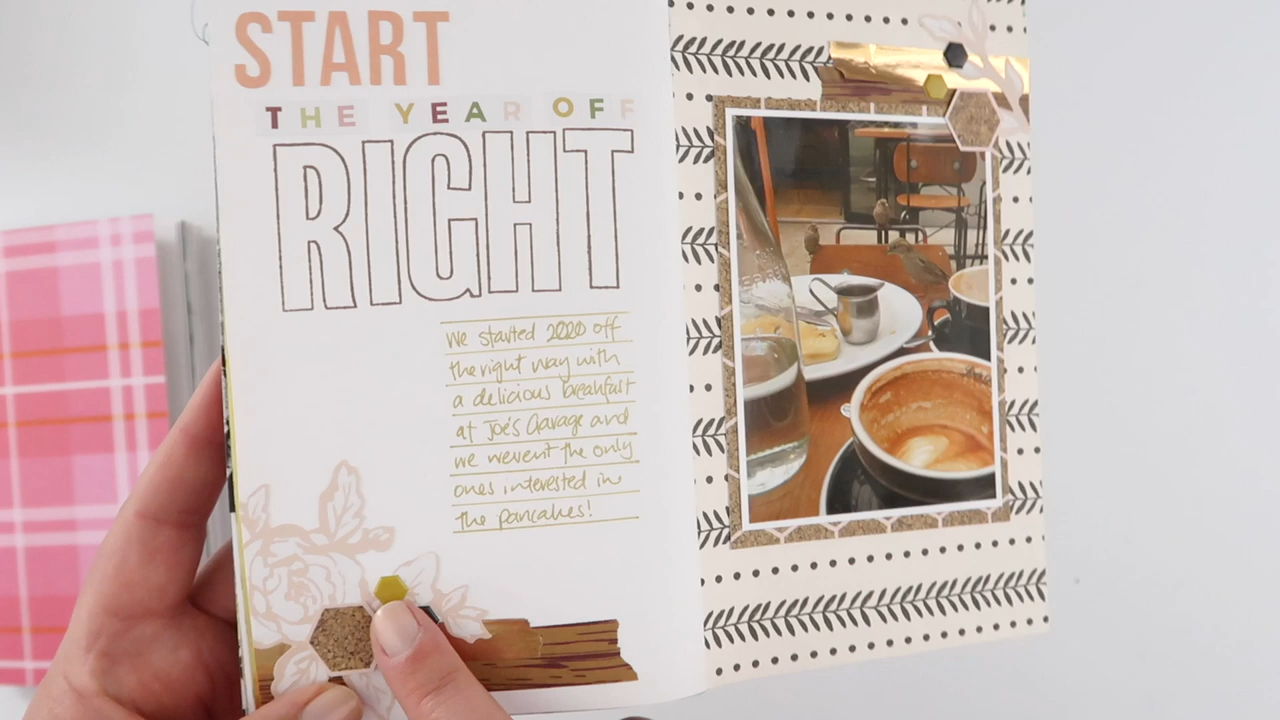 START
THE YEAR OFF
RIGHT
We started 2020 off
the right way with
a delicious breakfast
at Joe's Garage and
we weren't the only
ones interested in
the pancakes!